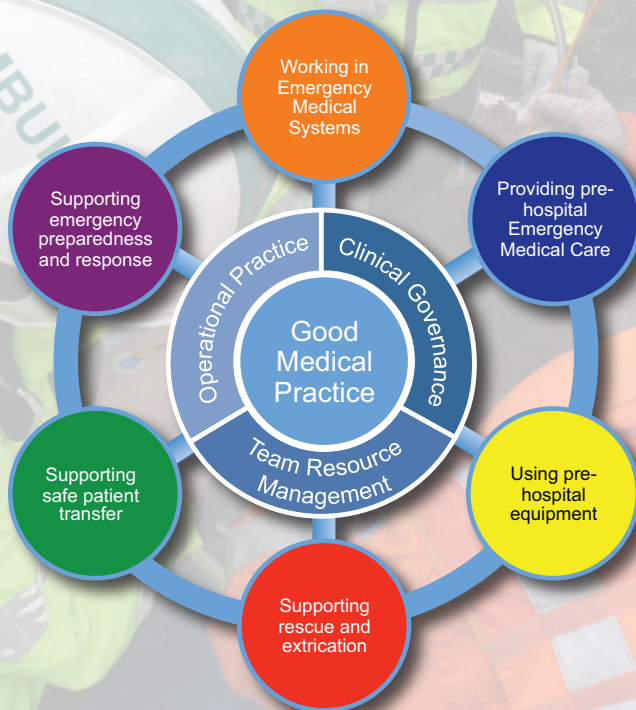 MBUL
Working in
Emergency
Medical
Systems
Providing pre-
hospital
Emergency
Medical Care
Using pre-
hospital
equipment
Supporting
rescue and
extrication
Supporting
safe patient
transfer
Supporting
emergency
preparedness
and response
Operational Practice
Clinical Governance
Team Resource
Management
Good
Medical
Practice